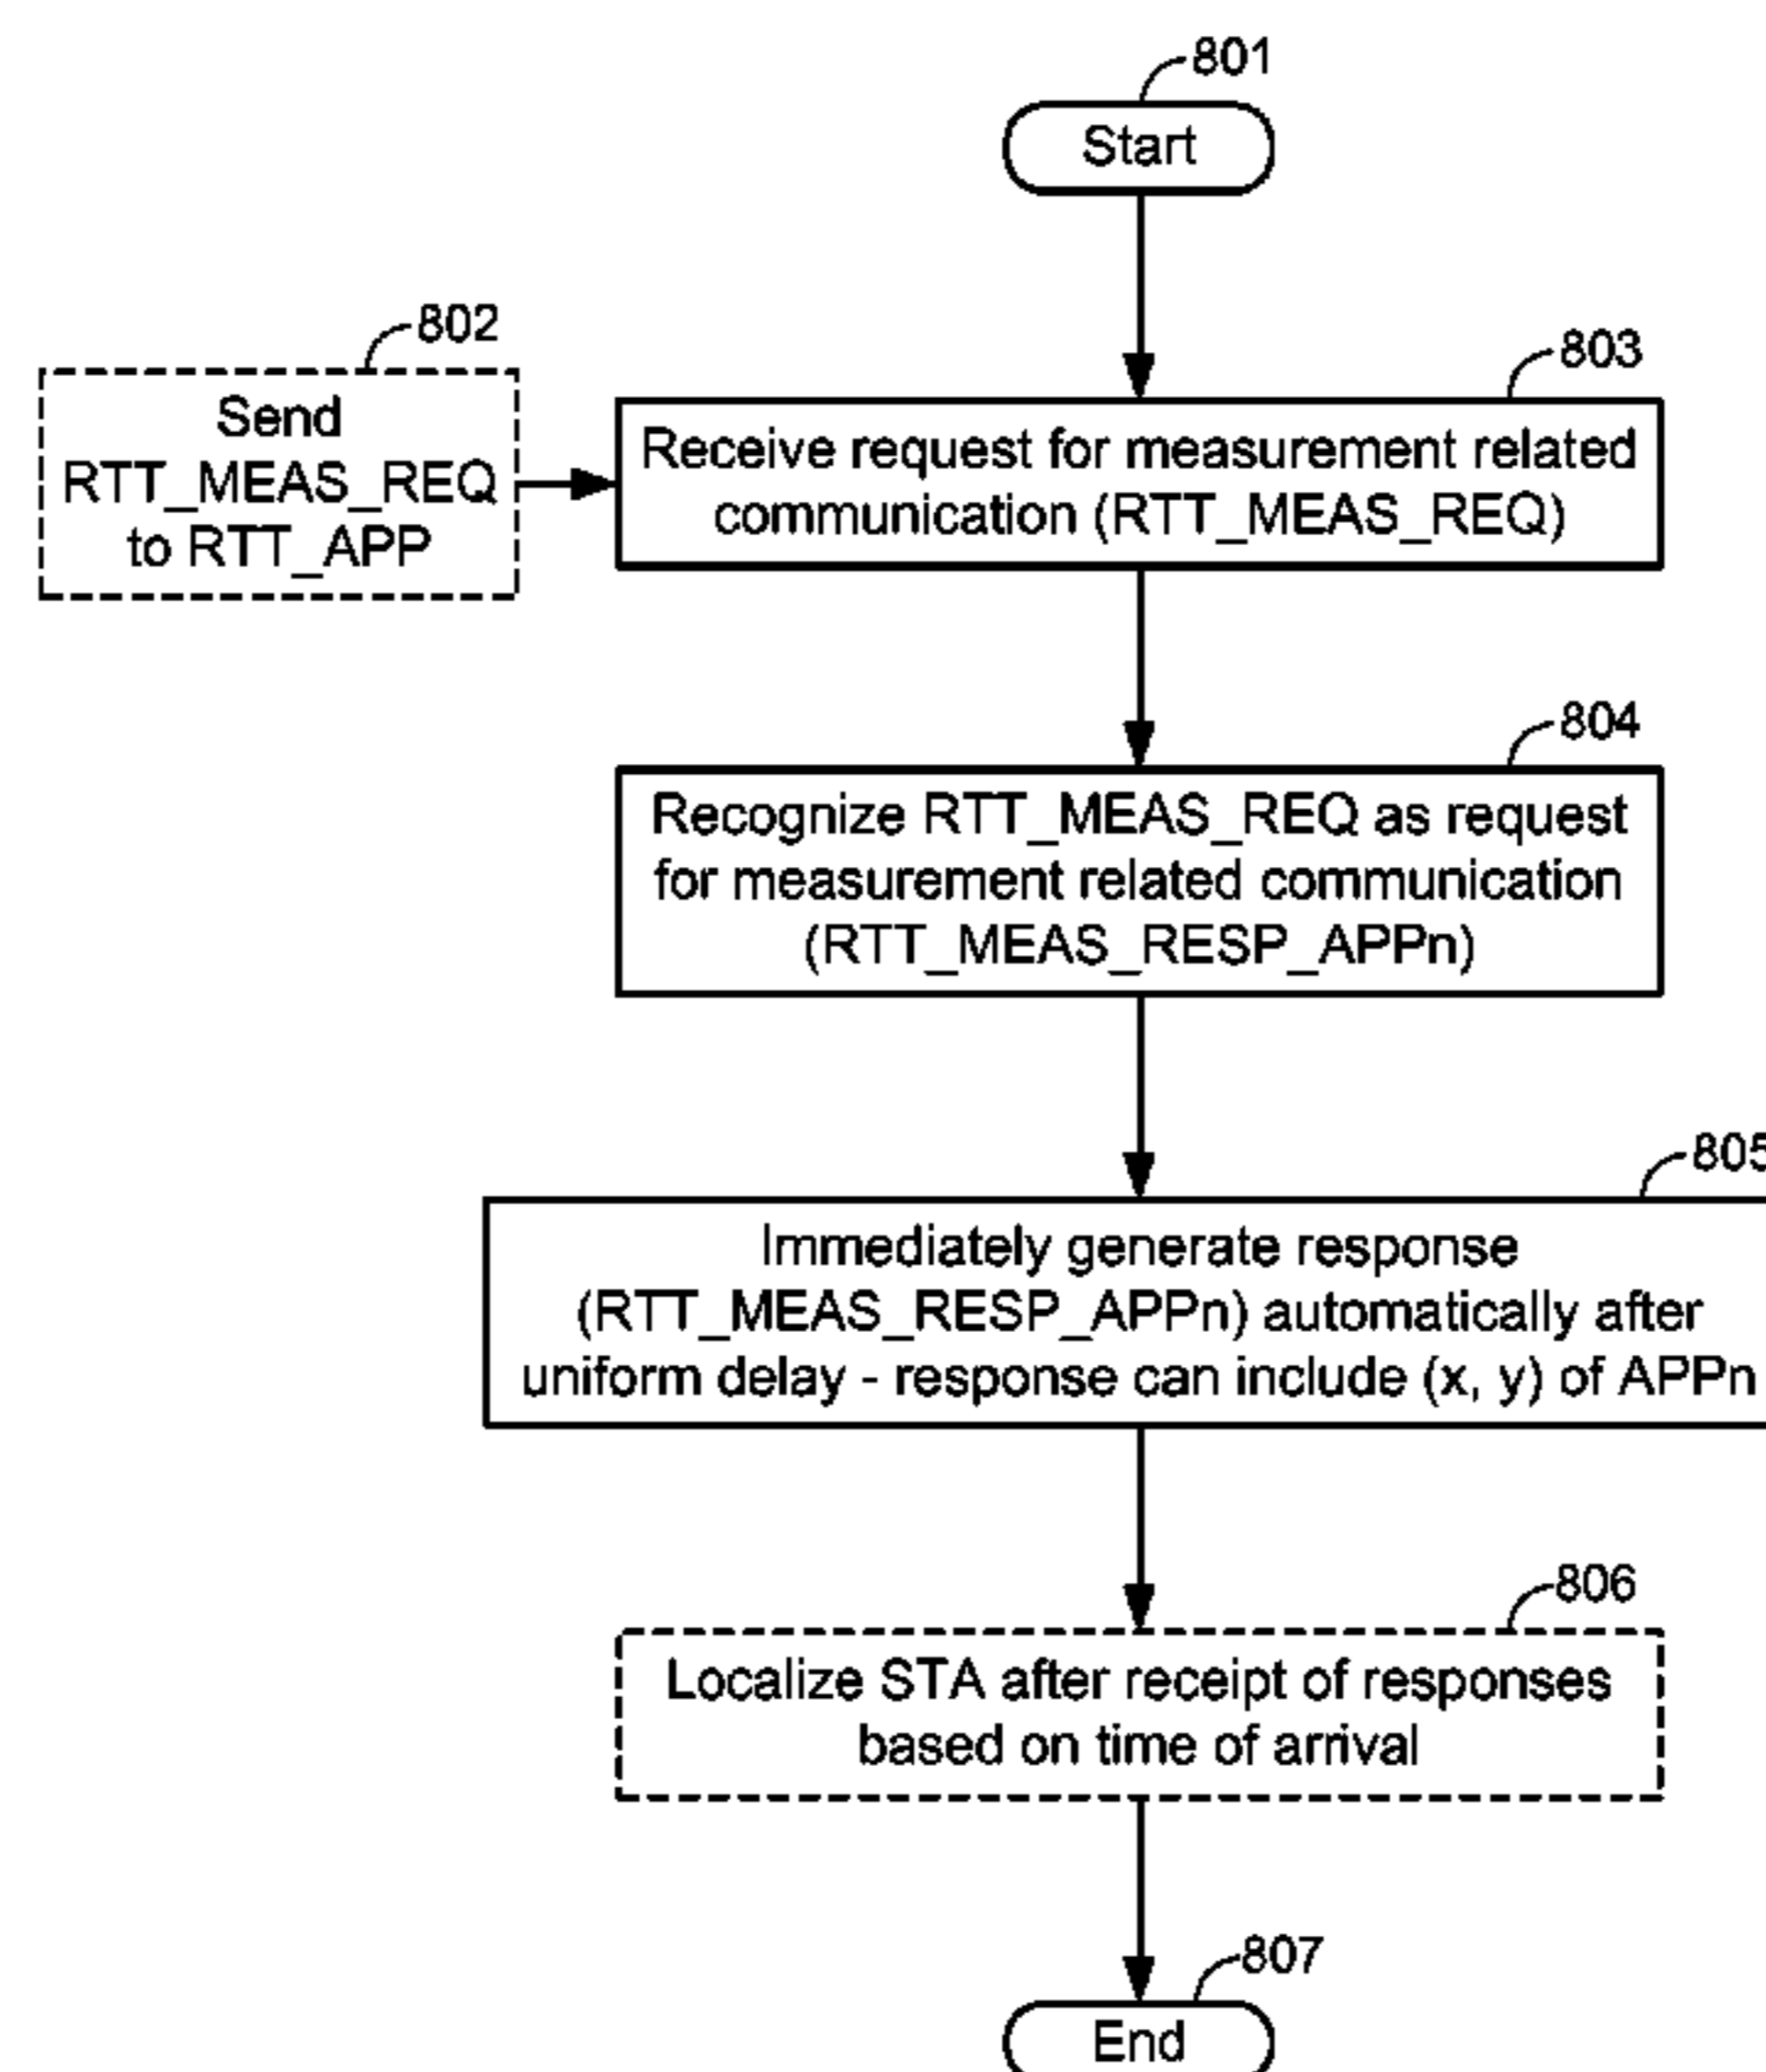 801
Start
802
Send
RTT_MEAS_REQ
to RTT_APP
803
Receive request for measurement related
communication (RTT_MEAS_REQ)
804
Recognize RTT_MEAS_REQ as request
for measurement related communication
(RTT_MEAS_RESP_APPn)
805
Immediately generate response
(RTT_MEAS_RESP_APPn) automatically after
uniform delay - response can include (x, y) of APPn
806
Localize STA after receipt of responses
based on time of arrival
807
End